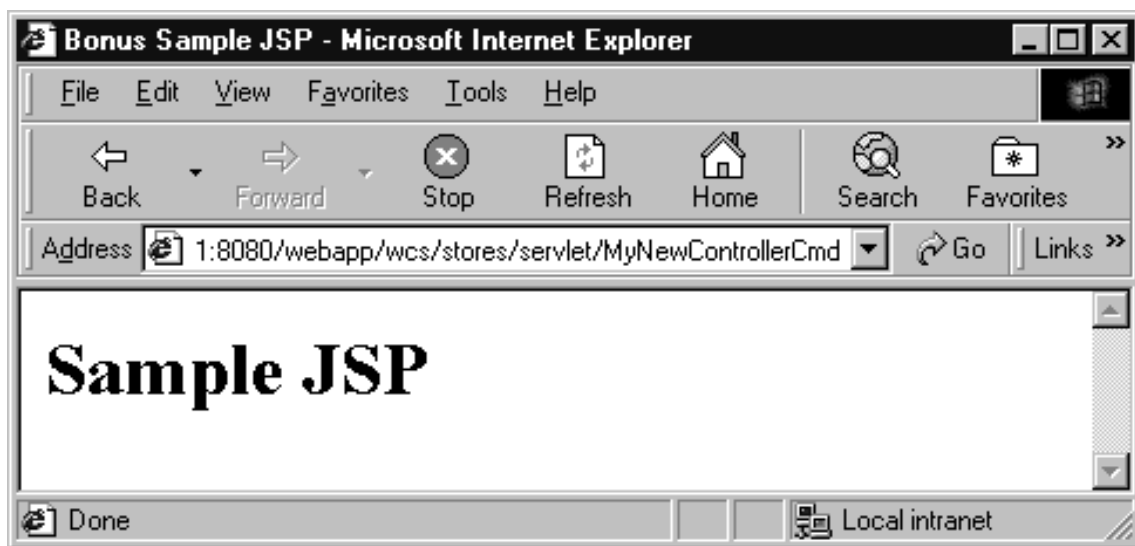 Bonus Sample JSP - Microsoft Internet Explorer
File Edit View Favorites Tools Help
Back Forward Stop Refresh Home Search Favorites »
Address 1:8080/webapp/wcs/stores/servlet/MyNewControllerCmd Go Links »
Sample JSP
Done Local intranet